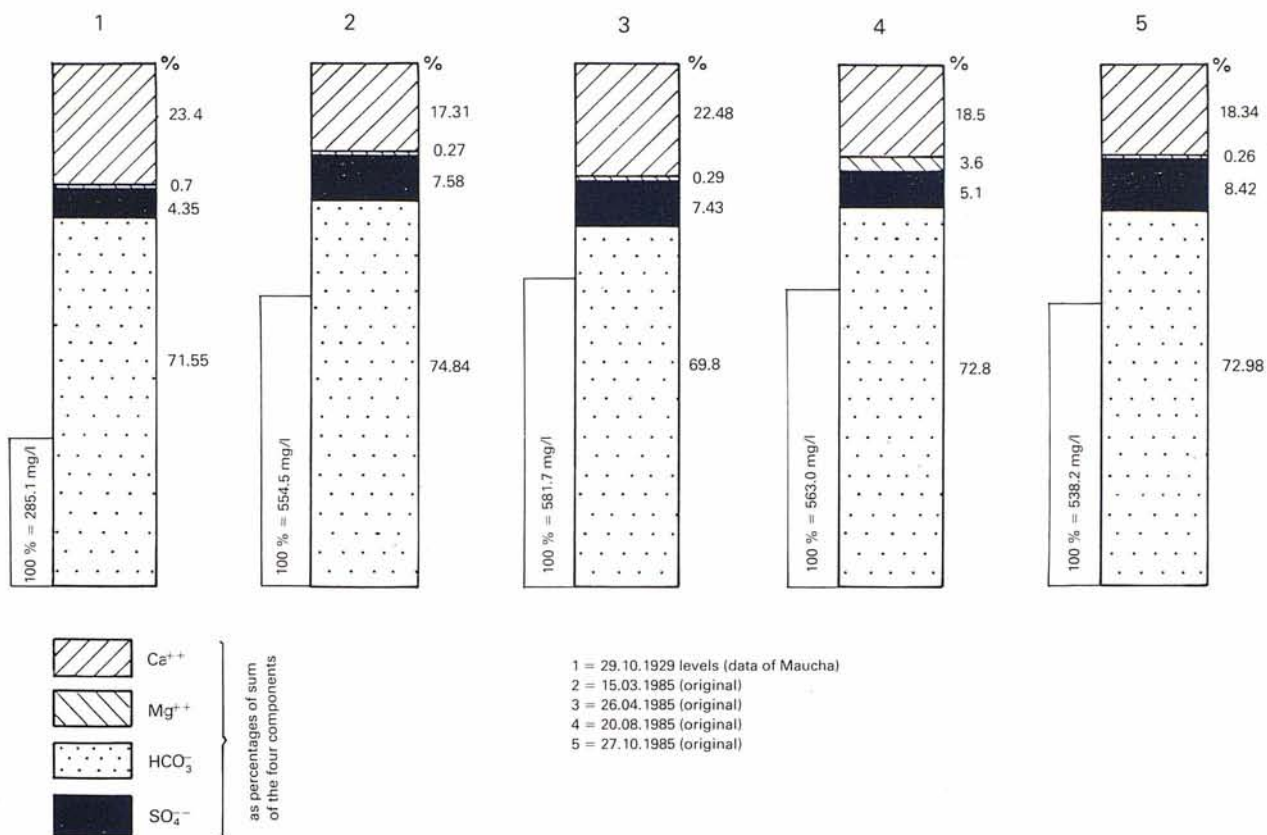 1
%
23.4
0.7
4.35
71.55
100 % = 285.1 mg/l
2
%
17.31
0.27
7.58
74.84
100 % = 554.5 mg/l
3
22.48
0.29
7.43
69.8
100 % = 581.7 mg/l
4
%
18.5
3.6
5.1
72.8
100 % = 563.0 mg/l
5
%
18.34
0.26
8.42
72.98
100 % = 538.2 mg/l
Ca++
Mg++
HCO3-
SO4--
as percentages of sum
of the four components
1 = 29.10.1929 levels (data of Maucha)
2 = 15.03.1985 (original)
3 = 26.04.1985 (original)
4 = 20.08.1985 (original)
5 = 27.10.1985 (original)